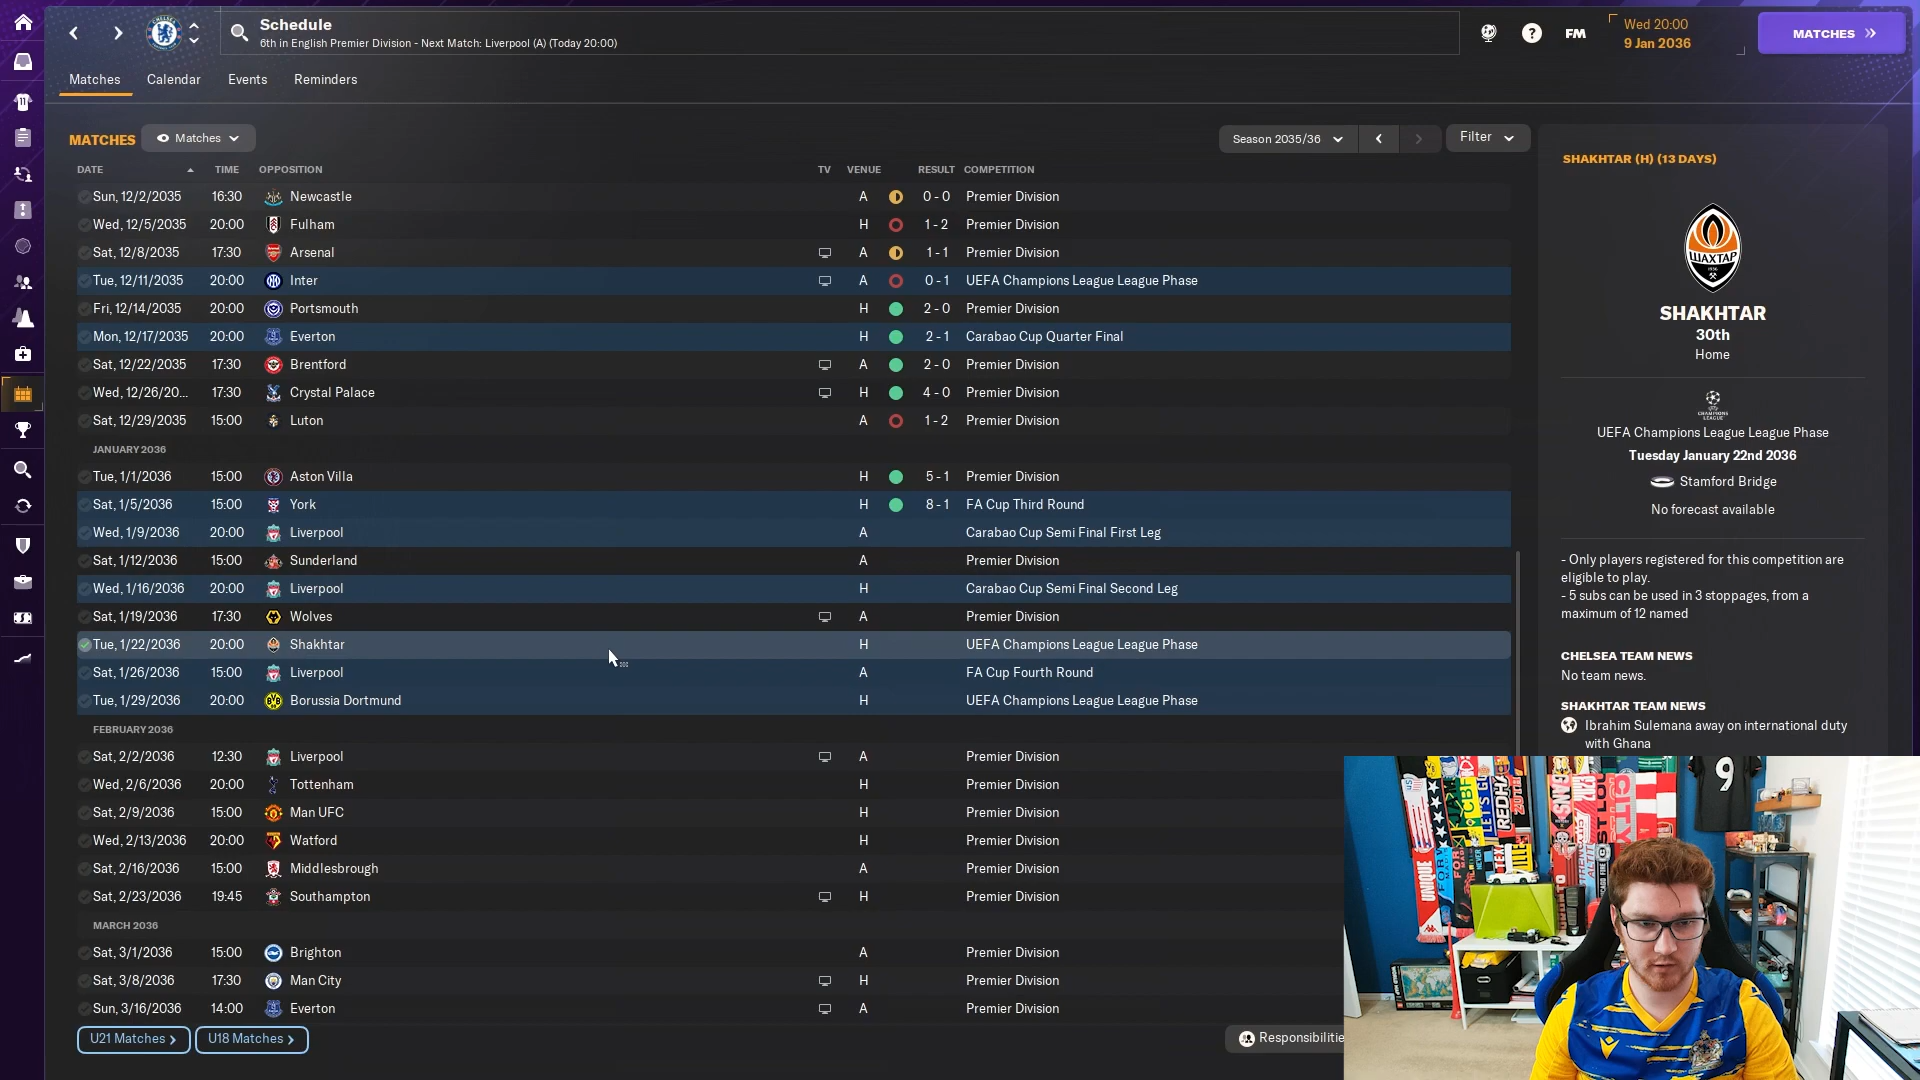 Schedule
6th in English Premier Division - Next Match: Liverpool (A) (Today 20:00)
FM
Wed 20:00
9 Jan 2036
MATCHES
Matches Calendar Events Reminders
MATCHES Matches
Season 2035/36
Filter
DATE TIME OPPOSITION TV VENUE RESULT COMPETITION
Sun, 12/2/2035 16:30 Newcastle A 0 - 0 Premier Division
Wed, 12/5/2035 20:00 Fulham H 1 - 2 Premier Division
Sat, 12/8/2035 17:30 Arsenal A 1 - 1 Premier Division
Tue, 12/11/2035 20:00 Inter A 0 - 1 UEFA Champions League League Phase
Fri, 12/14/2035 20:00 Portsmouth H 2 - 0 Premier Division
Mon, 12/17/2035 20:00 Everton H 2 - 1 Carabao Cup Quarter Final
Sat, 12/22/2035 17:30 Brentford A 2 - 0 Premier Division
Wed, 12/26/20... 17:30 Crystal Palace H 4 - 0 Premier Division
Sat, 12/29/2035 15:00 Luton A 1 - 2 Premier Division
JANUARY 2036
Tue, 1/1/2036 15:00 Aston Villa H 5 - 1 Premier Division
Sat, 1/5/2036 15:00 York H 8 - 1 FA Cup Third Round
Wed, 1/9/2036 20:00 Liverpool A Carabao Cup Semi Final First Leg
Sat, 1/12/2036 15:00 Sunderland A Premier Division
Wed, 1/16/2036 20:00 Liverpool H Carabao Cup Semi Final Second Leg
Sat, 1/19/2036 17:30 Wolves A Premier Division
Tue, 1/22/2036 20:00 Shakhtar H UEFA Champions League League Phase
Sat, 1/26/2036 15:00 Liverpool A FA Cup Fourth Round
Tue, 1/29/2036 20:00 Borussia Dortmund H UEFA Champions League League Phase
FEBRUARY 2036
Sat, 2/2/2036 12:30 Liverpool A Premier Division
Wed, 2/6/2036 20:00 Tottenham H Premier Division
Sat, 2/9/2036 15:00 Man UFC H Premier Division
Wed, 2/13/2036 20:00 Watford H Premier Division
Sat, 2/16/2036 15:00 Middlesbrough A Premier Division
Sat, 2/23/2036 19:45 Southampton H Premier Division
MARCH 2036
Sat, 3/1/2036 15:00 Brighton A Premier Division
Sat, 3/8/2036 17:30 Man City H Premier Division
Sun, 3/16/2036 14:00 Everton A Premier Division
U21 Matches U18 Matches
Responsibilitie
SHAKHTAR (H) (13 DAYS)
ШАХТАР
1936
SHAKHTAR
30th
Home
CHAMPIONS
LEAGUE
UEFA Champions League League Phase
Tuesday January 22nd 2036
Stamford Bridge
No forecast available
- Only players registered for this competition are
eligible to play.
- 5 subs can be used in 3 stoppages, from a
maximum of 12 named
CHELSEA TEAM NEWS
No team news.
SHAKHTAR TEAM NEWS
Ibrahim Sulemana away on international duty
with Ghana
9
UNIQUE
CBF
CITY